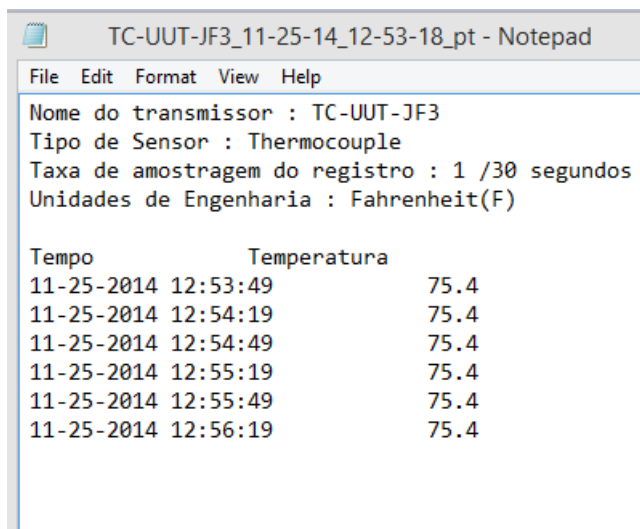 TC-UUT-JF3_11-25-14_12-53-18_pt - Notepad
File Edit Format View Help
Nome do transmissor : TC-UUT-JF3
Tipo de Sensor : Thermocouple
Taxa de amostragem do registro : 1 /30 segundos
Unidades de Engenharia : Fahrenheit(F)
Tempo Temperatura
11-25-2014 12:53:49 75.4
11-25-2014 12:54:19 75.4
11-25-2014 12:54:49 75.4
11-25-2014 12:55:19 75.4
11-25-2014 12:55:49 75.4
11-25-2014 12:56:19 75.4